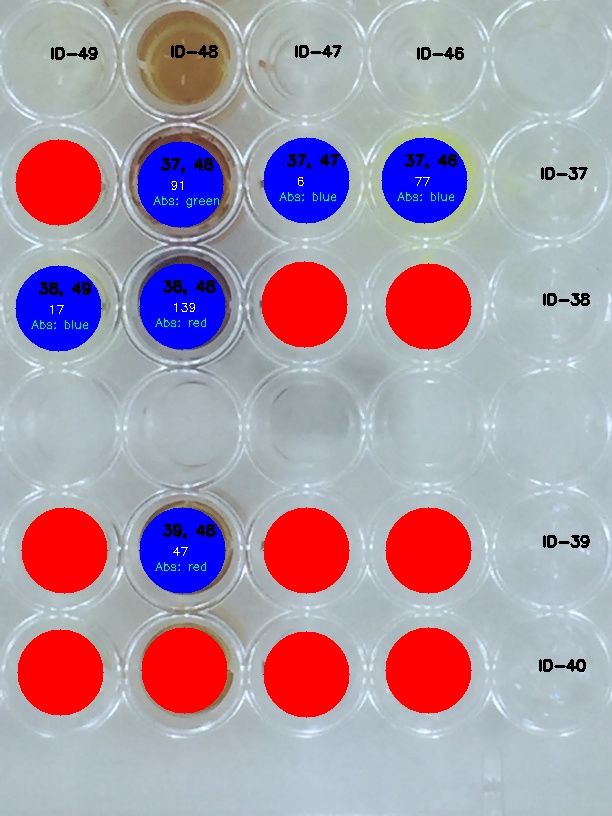 ID-49 ID-48 ID-47 ID-46
37, 48 37, 47 37, 46 ID-37
91 6 77
Abs: green Abs: blue Abs: blue
38, 49 38, 48 ID-38
17 139
Abs: blue Abs: red
39, 48 ID-39
47
Abs: red
ID-40